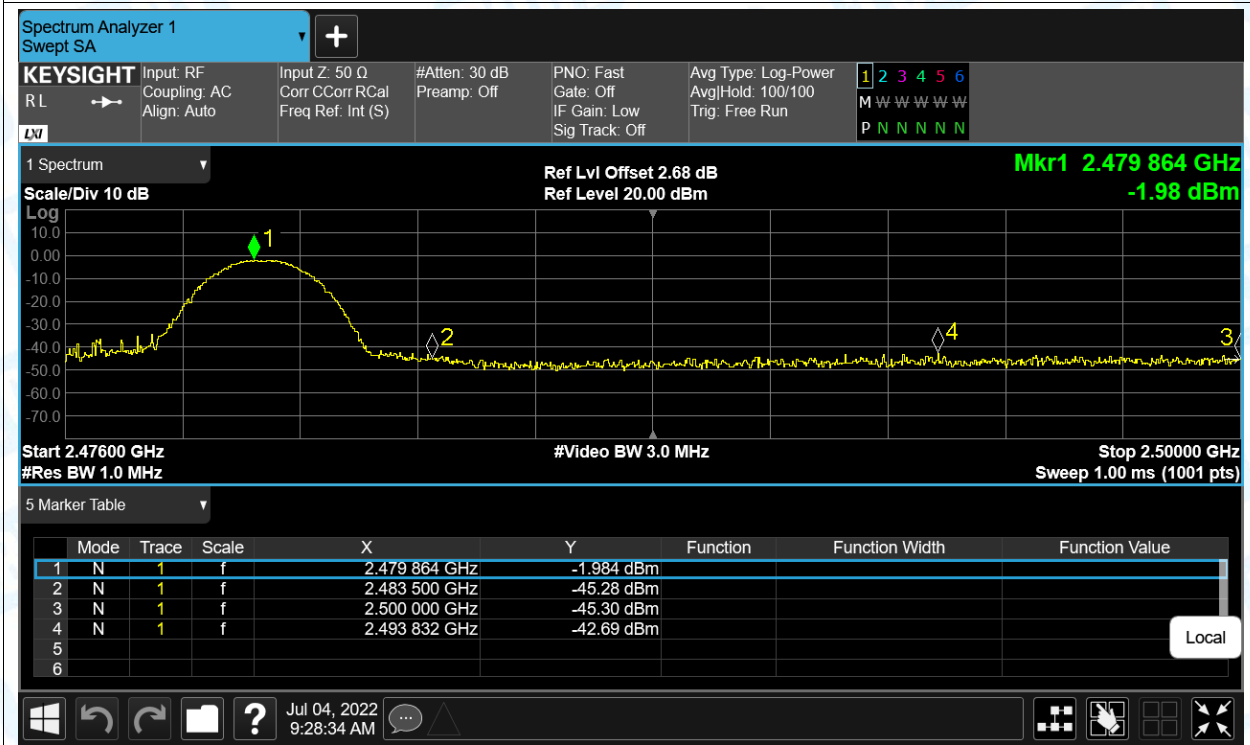 Spectrum Analyzer 1
Swept SA
+
KEYSIGHT Input: RF Input Z: 50 Ω #Atten: 30 dB PNO: Fast Avg Type: Log-Power 1 2 3 4 5 6
R L Coupling: AC Corr CCorr RCal Preamp: Off Gate: Off Avg|Hold: 100/100 M W W W W W
Align: Auto Freq Ref: Int (S) IF Gain: Low Trig: Free Run
LXI Sig Track: Off P N N N N N
1 Spectrum Ref Lvl Offset 2.68 dB Mkr1 2.479 864 GHz
Scale/Div 10 dB Ref Level 20.00 dBm -1.98 dBm
Log
10.0
1
0.00
-10.0
-20.0
-30.0
2 4 3
-40.0
-50.0
-60.0
-70.0
Start 2.47600 GHz #Video BW 3.0 MHz Stop 2.50000 GHz
#Res BW 1.0 MHz Sweep 1.00 ms (1001 pts)
5 Marker Table
Mode Trace Scale X Y Function Function Width Function Value
1 N 1 f 2.479 864 GHz -1.984 dBm
2 N 1 f 2.483 500 GHz -45.28 dBm
3 N 1 f 2.500 000 GHz -45.30 dBm
4 N 1 f 2.493 832 GHz -42.69 dBm
5
6
Local
? Jul 04, 2022
9:28:34 AM